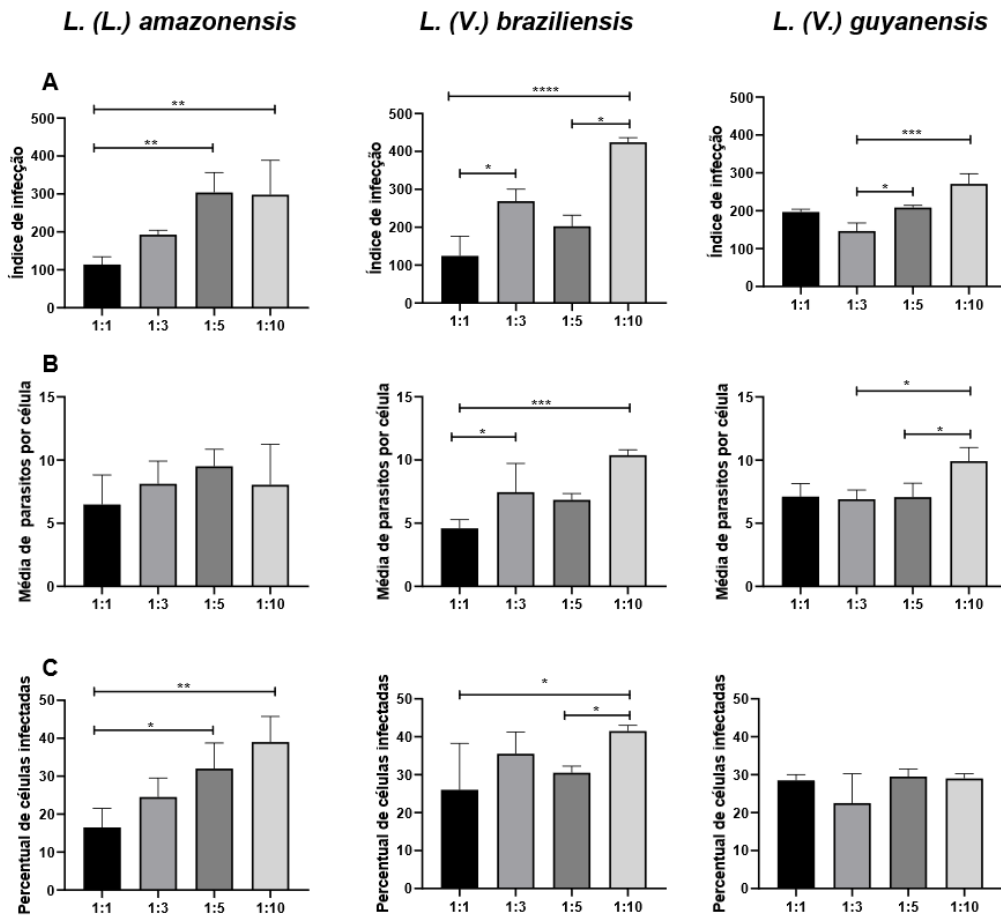 L. (L.) amazonensis
L. (V.) braziliensis
L. (V.) guyanensis
A
Índice de infecção
500
400
300
200
100
0
**
**
1:1 1:3 1:5 1:10
Índice de infecção
500
400
300
200
100
0
****
*
*
1:1 1:3 1:5 1:10
Índice de infecção
500
400
300
200
100
0
***
*
1:1 1:3 1:5 1:10
B
Média de parasitos por célula
15
10
5
0
1:1 1:3 1:5 1:10
Média de parasitos por célula
15
10
5
0
***
*
1:1 1:3 1:5 1:10
Média de parasitos por célula
15
10
5
0
*
*
1:1 1:3 1:5 1:10
C
Percentual de células infectadas
50
40
30
20
10
0
**
*
1:1 1:3 1:5 1:10
Percentual de células infectadas
50
40
30
20
10
0
*
*
1:1 1:3 1:5 1:10
Percentual de células infectadas
50
40
30
20
10
0
1:1 1:3 1:5 1:10